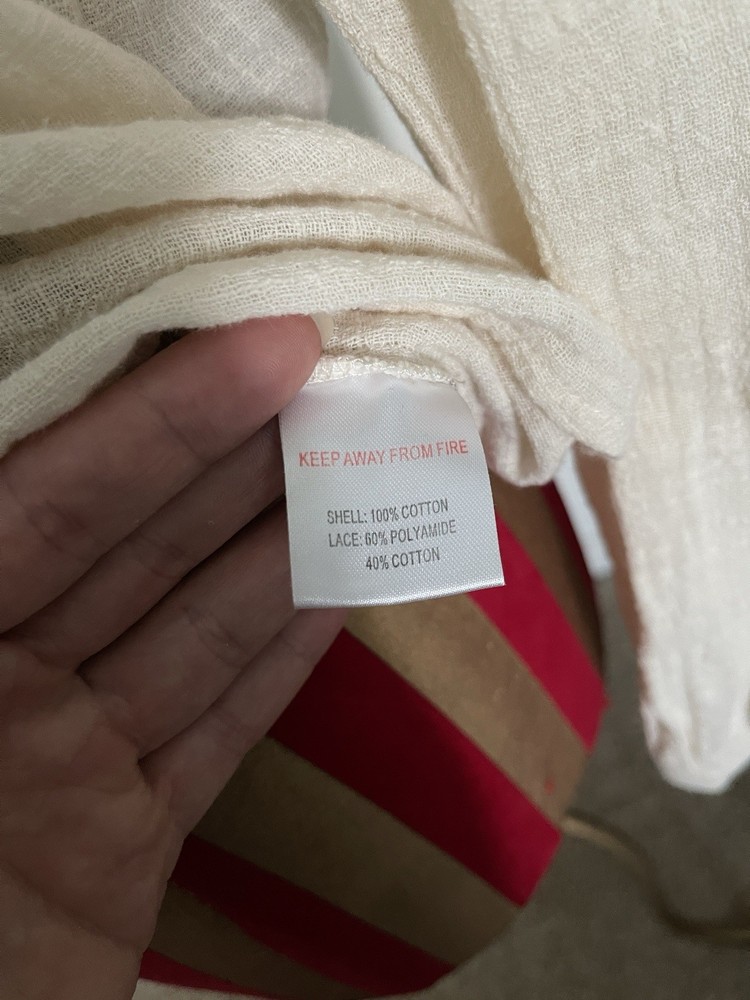 KEEP AWAY FROM FIRE
SHELL: 100% COTTON
LACE: 60% POLYAMIDE
40% COTTON